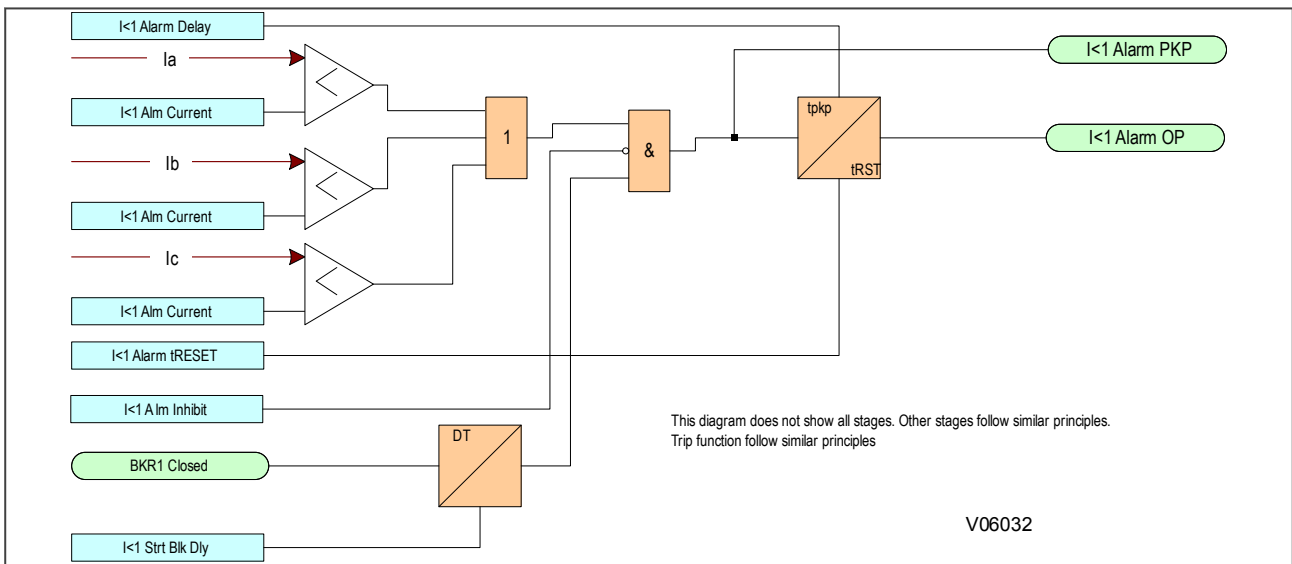 I<1 Alarm Delay
Ia
I<1 Alm Current
Ib
I<1 Alm Current
Ic
I<1 Alm Current
I<1 Alarm tRESET
I<1 Alm Inhibit
BKR1 Closed
I<1 Strt Blk Dly
1
&
DT
tpkp
tRST
I<1 Alarm PKP
I<1 Alarm OP
This diagram does not show all stages. Other stages follow similar principles.
Trip function follow similar principles
V06032